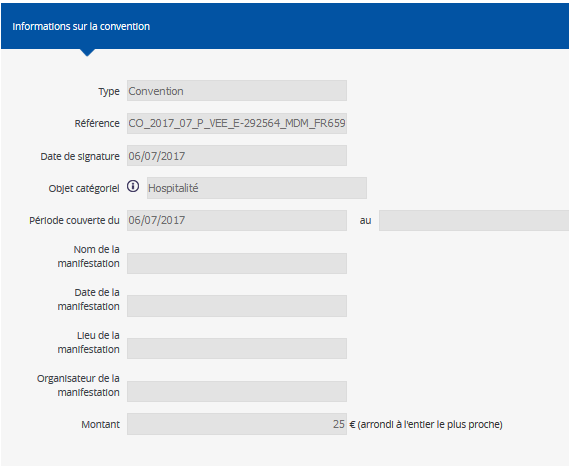 Informations sur la convention
Type Convention
Référence CO_2017_07_P_VEE_E-292564_MDM_FR659
Date de signature 06/07/2017
Objet catégoriel Hospitalité
Période couverte du 06/07/2017 au
Nom de la
manifestation
Date de la
manifestation
Lieu de la
manifestation
Organisateur de la
manifestation
Montant 25 € (arrondi à l'entier le plus proche)